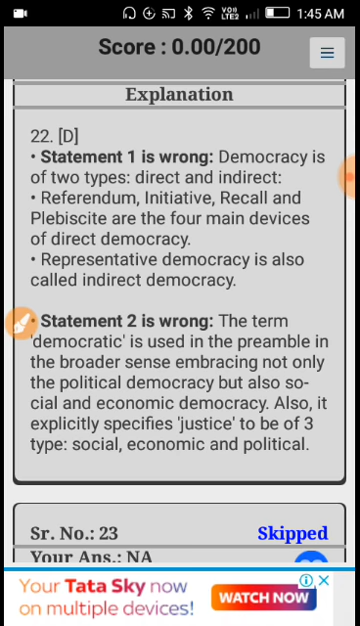 VoB
LTE2
1:45 AM
Score : 0.00/200
Explanation
22. [D]
• Statement 1 is wrong: Democracy is
of two types: direct and indirect:
• Referendum, Initiative, Recall and
Plebiscite are the four main devices
of direct democracy.
• Representative democracy is also
called indirect democracy.
• Statement 2 is wrong: The term
'democratic' is used in the preamble in
the broader sense embracing not only
the political democracy but also so-
cial and economic democracy. Also, it
explicitly specifies 'justice' to be of 3
type: social, economic and political.
Sr. No.: 23 Skipped
Your Ans.: NA
Your Tata Sky now
on multiple devices!
WATCH NOW